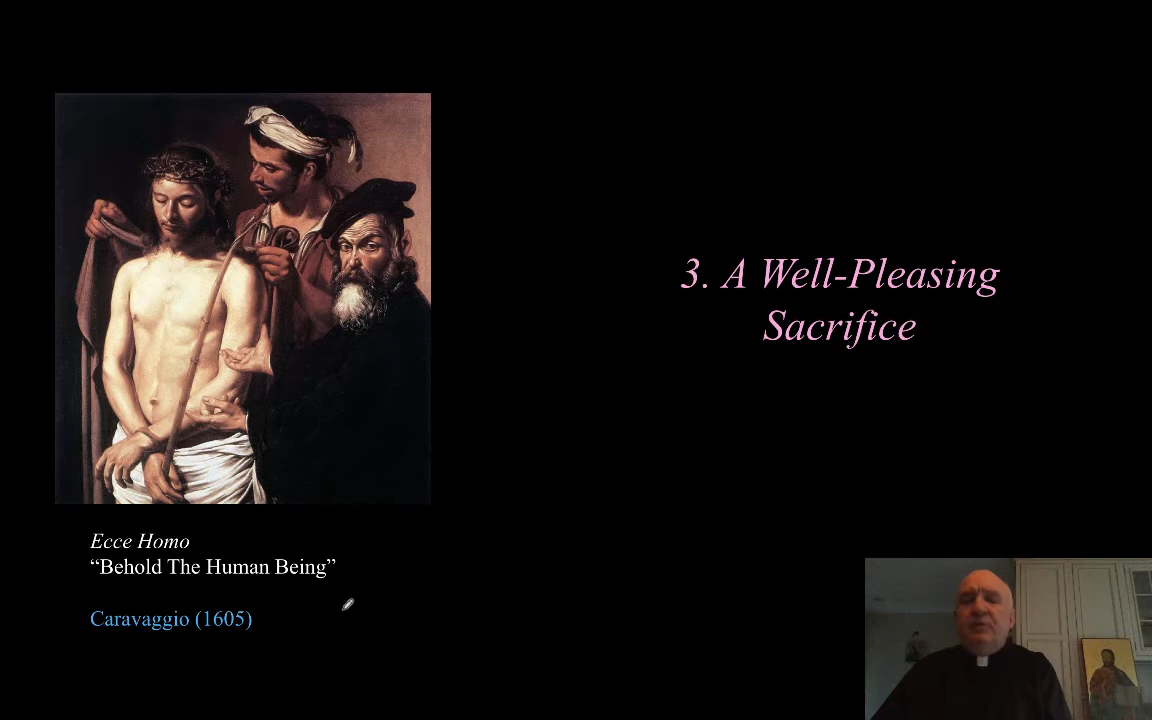 3. A Well-Pleasing
Sacrifice
Ecce Homo
“Behold The Human Being”
Caravaggio (1605)